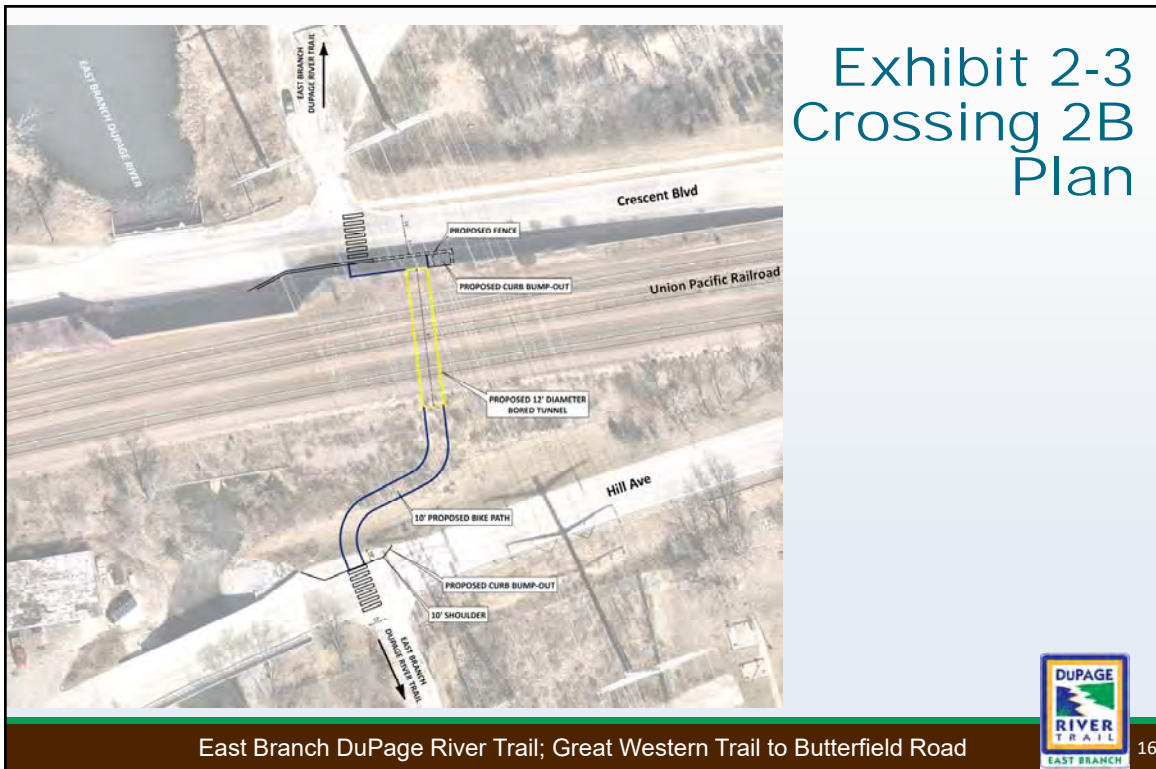 Exhibit 2-3
Crossing 2B
Plan
EAST BRANCH
DUPAGE RIVER TRAIL
EAST BRANCH DUPAGE RIVER
Crescent Blvd
PROPOSED FENCE
PROPOSED CURB BUMP-OUT
Union Pacific Railroad
PROPOSED 12' DIAMETER
BORED TUNNEL
Hill Ave
10' PROPOSED BIKE PATH
PROPOSED CURB BUMP-OUT
10' SHOULDER
EAST BRANCH
DUPAGE RIVER TRAIL
East Branch DuPage River Trail; Great Western Trail to Butterfield Road
DUPAGE
RIVER
TRAIL
EAST BRANCH
16